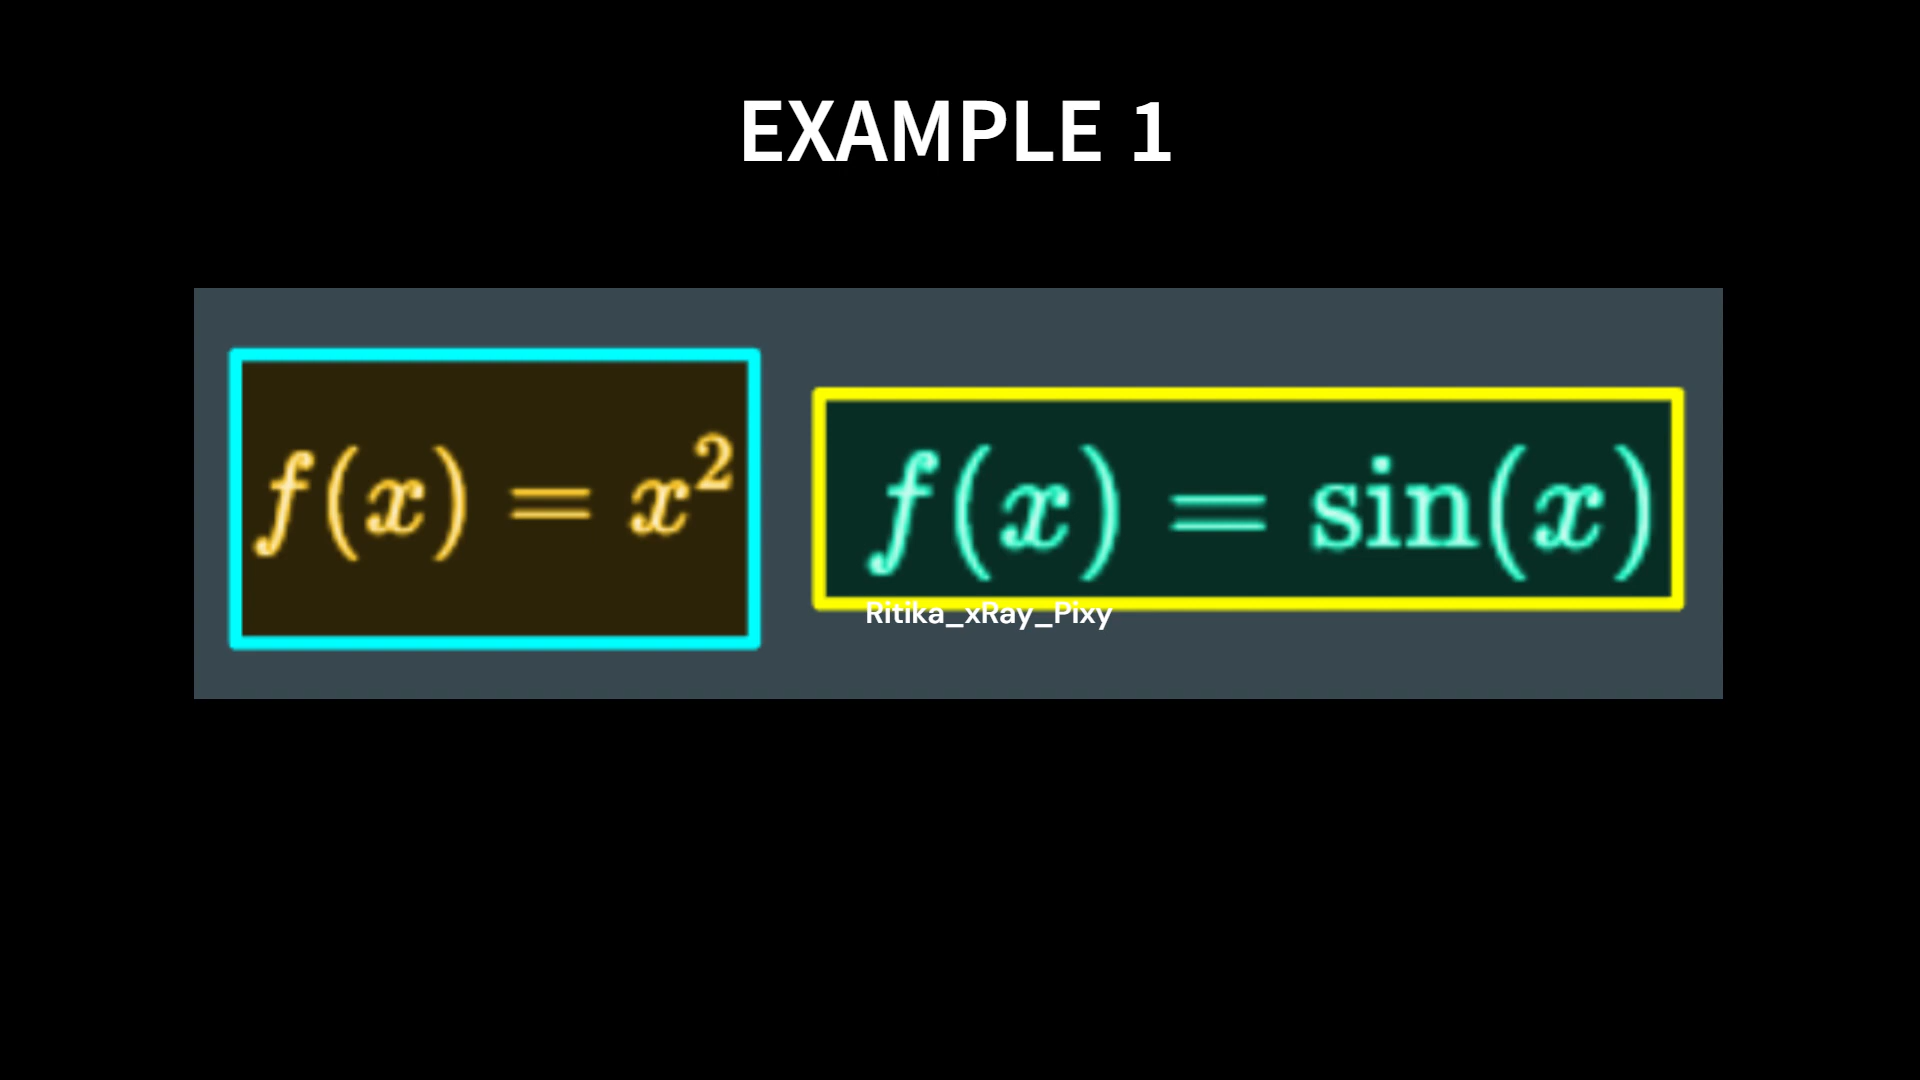 EXAMPLE 1
f(x) = x²
f(x) = sin(x)
Ritika_xRay_Pixy